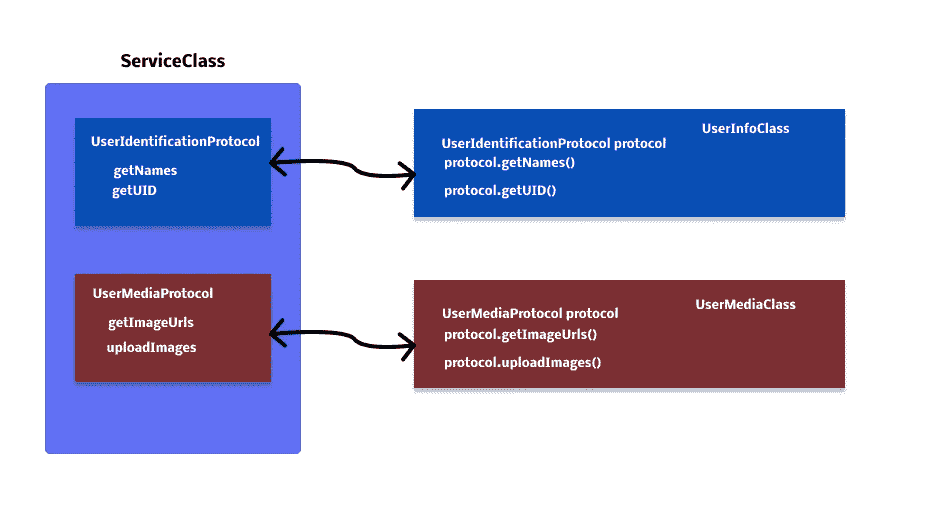 ServiceClass
UserIdentificationProtocol
getNames
getUID
UserInfoClass
UserIdentificationProtocol protocol
protocol.getNames()
protocol.getUID()
UserMediaProtocol
getImageUrls
uploadImages
UserMediaClass
UserMediaProtocol protocol
protocol.getImageUrls()
protocol.uploadImages()